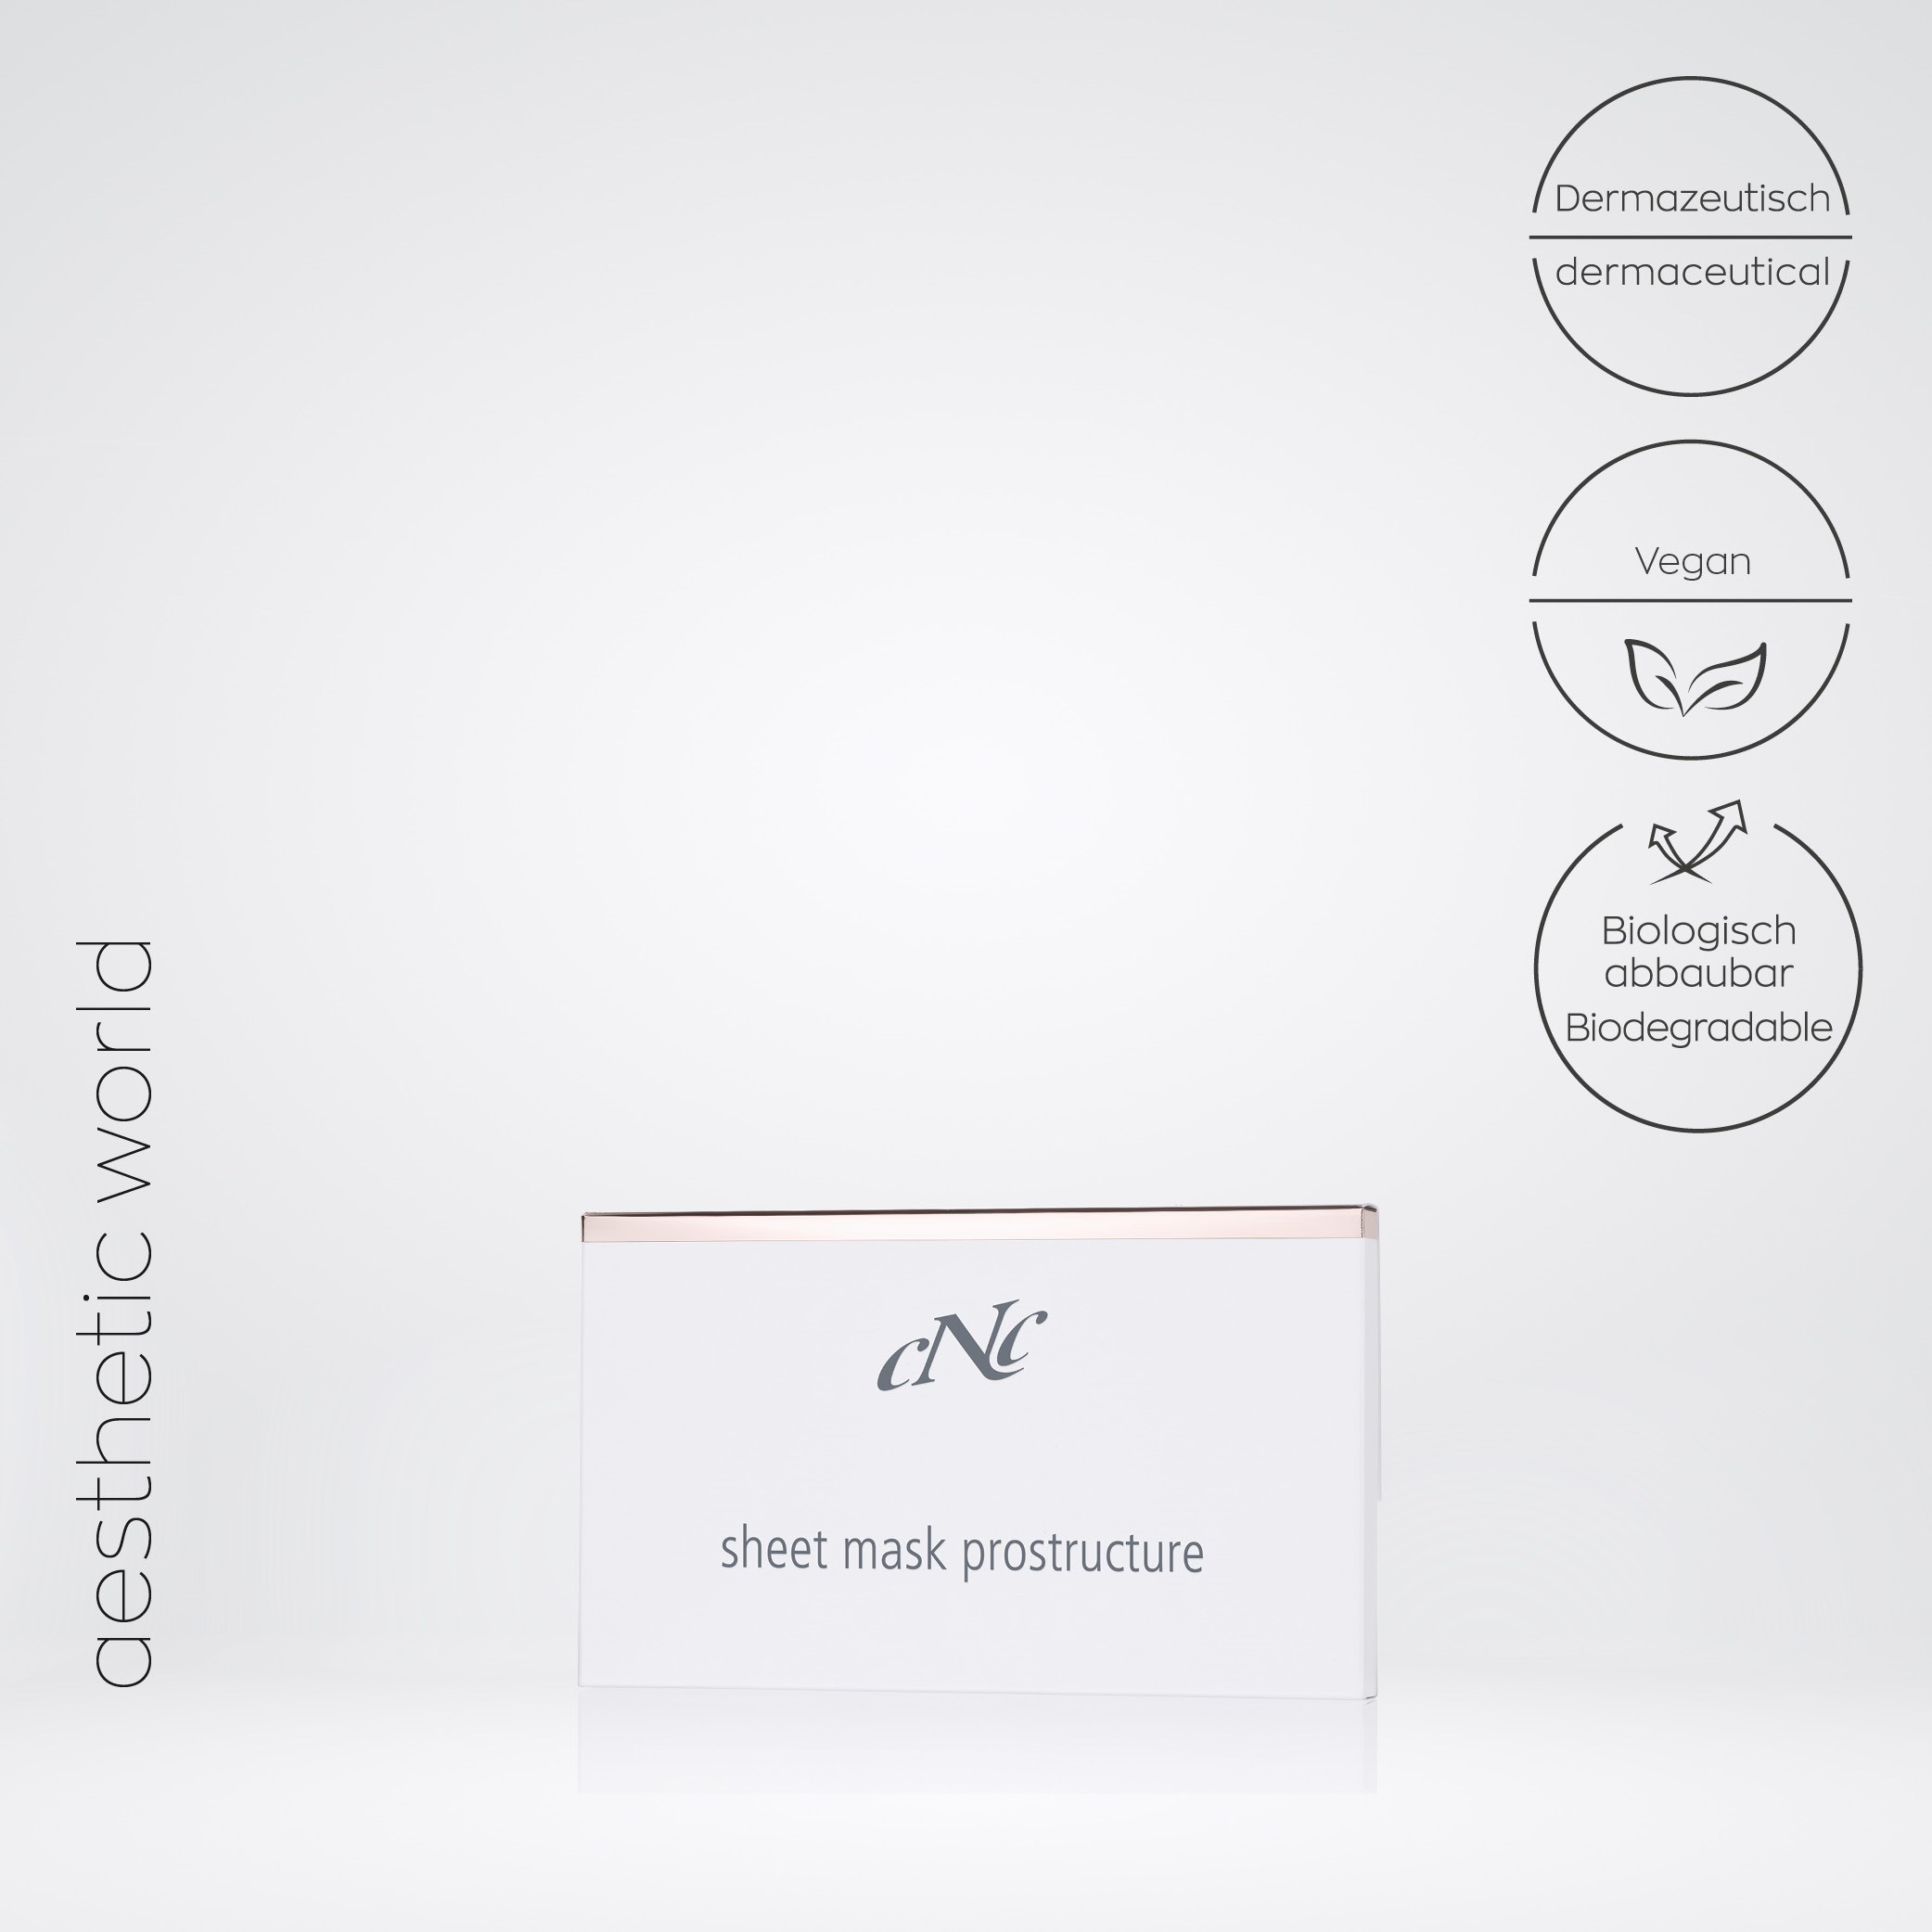 Dermazeutisch
dermaceutical
Vegan
Biologisch
abbaubar
Biodegradable
aesthetic world
cNc
sheet mask prostructure